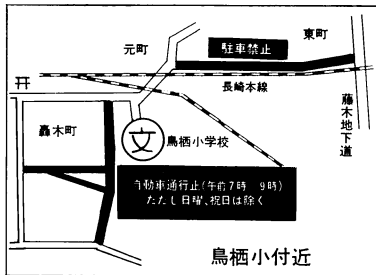 元町
東町
駐車禁止
長崎本線
藤木地下道
轟木町
文
鳥栖小学校
自動車通行止(午前7時 9時)
ただし日曜、祝日は除く
鳥栖小付近